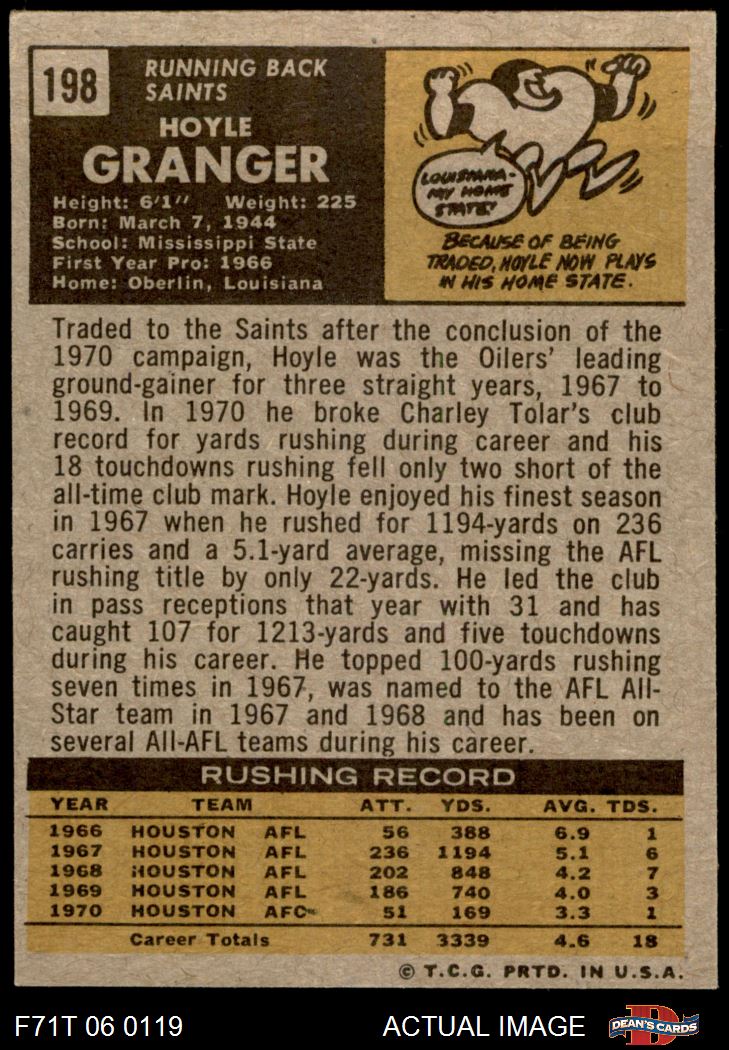 198
RUNNING BACK
SAINTS
HOYLE
GRANGER
Height: 6'1" Weight: 225
Born: March 7, 1944
School: Mississippi State
First Year Pro: 1966
Home: Oberlin, Louisiana
LOUISIANA-
MY HOME
STATE!
BECAUSE OF BEING
TRADED, HOYLE NOW PLAYS
IN HIS HOME STATE.
Traded to the Saints after the conclusion of the
1970 campaign, Hoyle was the Oilers' leading
ground-gainer for three straight years, 1967 to
1969. In 1970 he broke Charley Tolar's club
record for yards rushing during career and his
18 touchdowns rushing fell only two short of the
all-time club mark. Hoyle enjoyed his finest season
in 1967 when he rushed for 1194-yards on 236
carries and a 5.1-yard average, missing the AFL
rushing title by only 22-yards. He led the club
in pass receptions that year with 31 and has
caught 107 for 1213-yards and five touchdowns
during his career. He topped 100-yards rushing
seven times in 1967, was named to the AFL All-
Star team in 1967 and 1968 and has been on
several All-AFL teams during his career.
RUSHING RECORD
YEAR TEAM ATT. YDS. AVG. TDS.
1966 HOUSTON AFL 56 388 6.9 1
1967 HOUSTON AFL 236 1194 5.1 6
1968 HOUSTON AFL 202 848 4.2 7
1969 HOUSTON AFL 186 740 4.0 3
1970 HOUSTON AFC 51 169 3.3 1
Career Totals 731 3339 4.6 18
© T.C.G. PRTD. IN U.S.A.
F71T 06 0119 ACTUAL IMAGE D DEAN'S CARDS